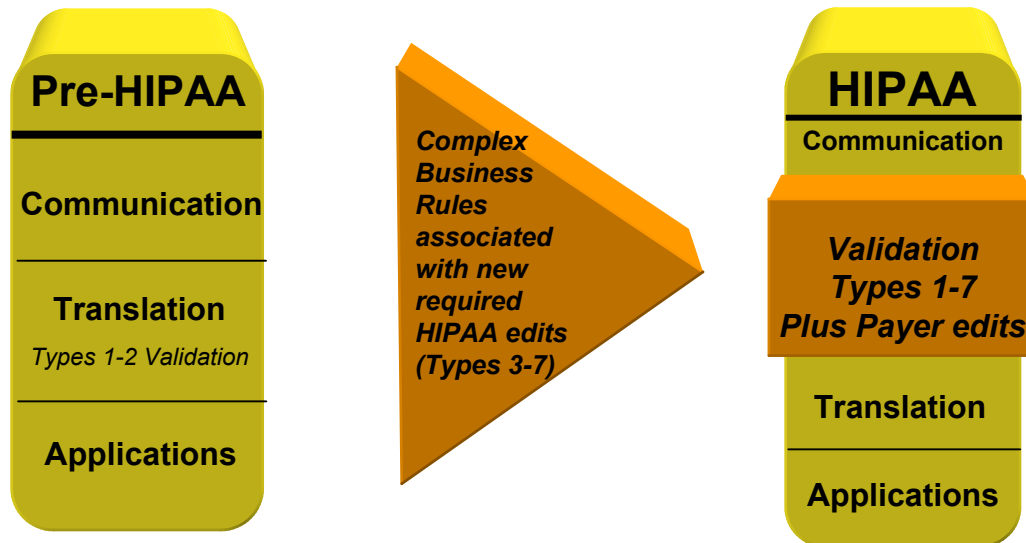 Pre-HIPAA
Communication
Translation
Types 1-2 Validation
Applications
Complex
Business
Rules
associated
with new
required
HIPAA edits
(Types 3-7)
HIPAA
Communication
Validation
Types 1-7
Plus Payer edits
Translation
Applications